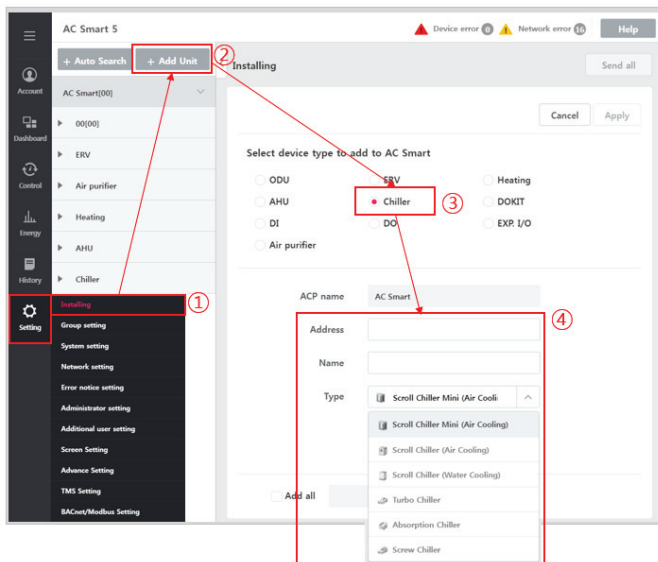 AC Smart 5
Device error 0
Network error 16
Help
Account
Dashboard
Control
Energy
History
Setting
+ Auto Search
+ Add Unit
②
AC Smart[00]
00[00]
ERV
Air purifier
Heating
AHU
Chiller
①
Installing
Group setting
System setting
Network setting
Error notice setting
Administrator setting
Additional user setting
Screen Setting
Advance Setting
TMS Setting
BACnet/Modbus Setting
Installing
Send all
Cancel
Apply
Select device type to add to AC Smart
ODU
ERV
Heating
AHU
Chiller
③
DOKIT
DI
DO
EXP. I/O
Air purifier
ACP name
AC Smart
④
Address
Name
Type
Scroll Chiller Mini (Air Cooli
Scroll Chiller Mini (Air Cooling)
Scroll Chiller (Air Cooling)
Scroll Chiller (Water Cooling)
Turbo Chiller
Absorption Chiller
Screw Chiller
Add all